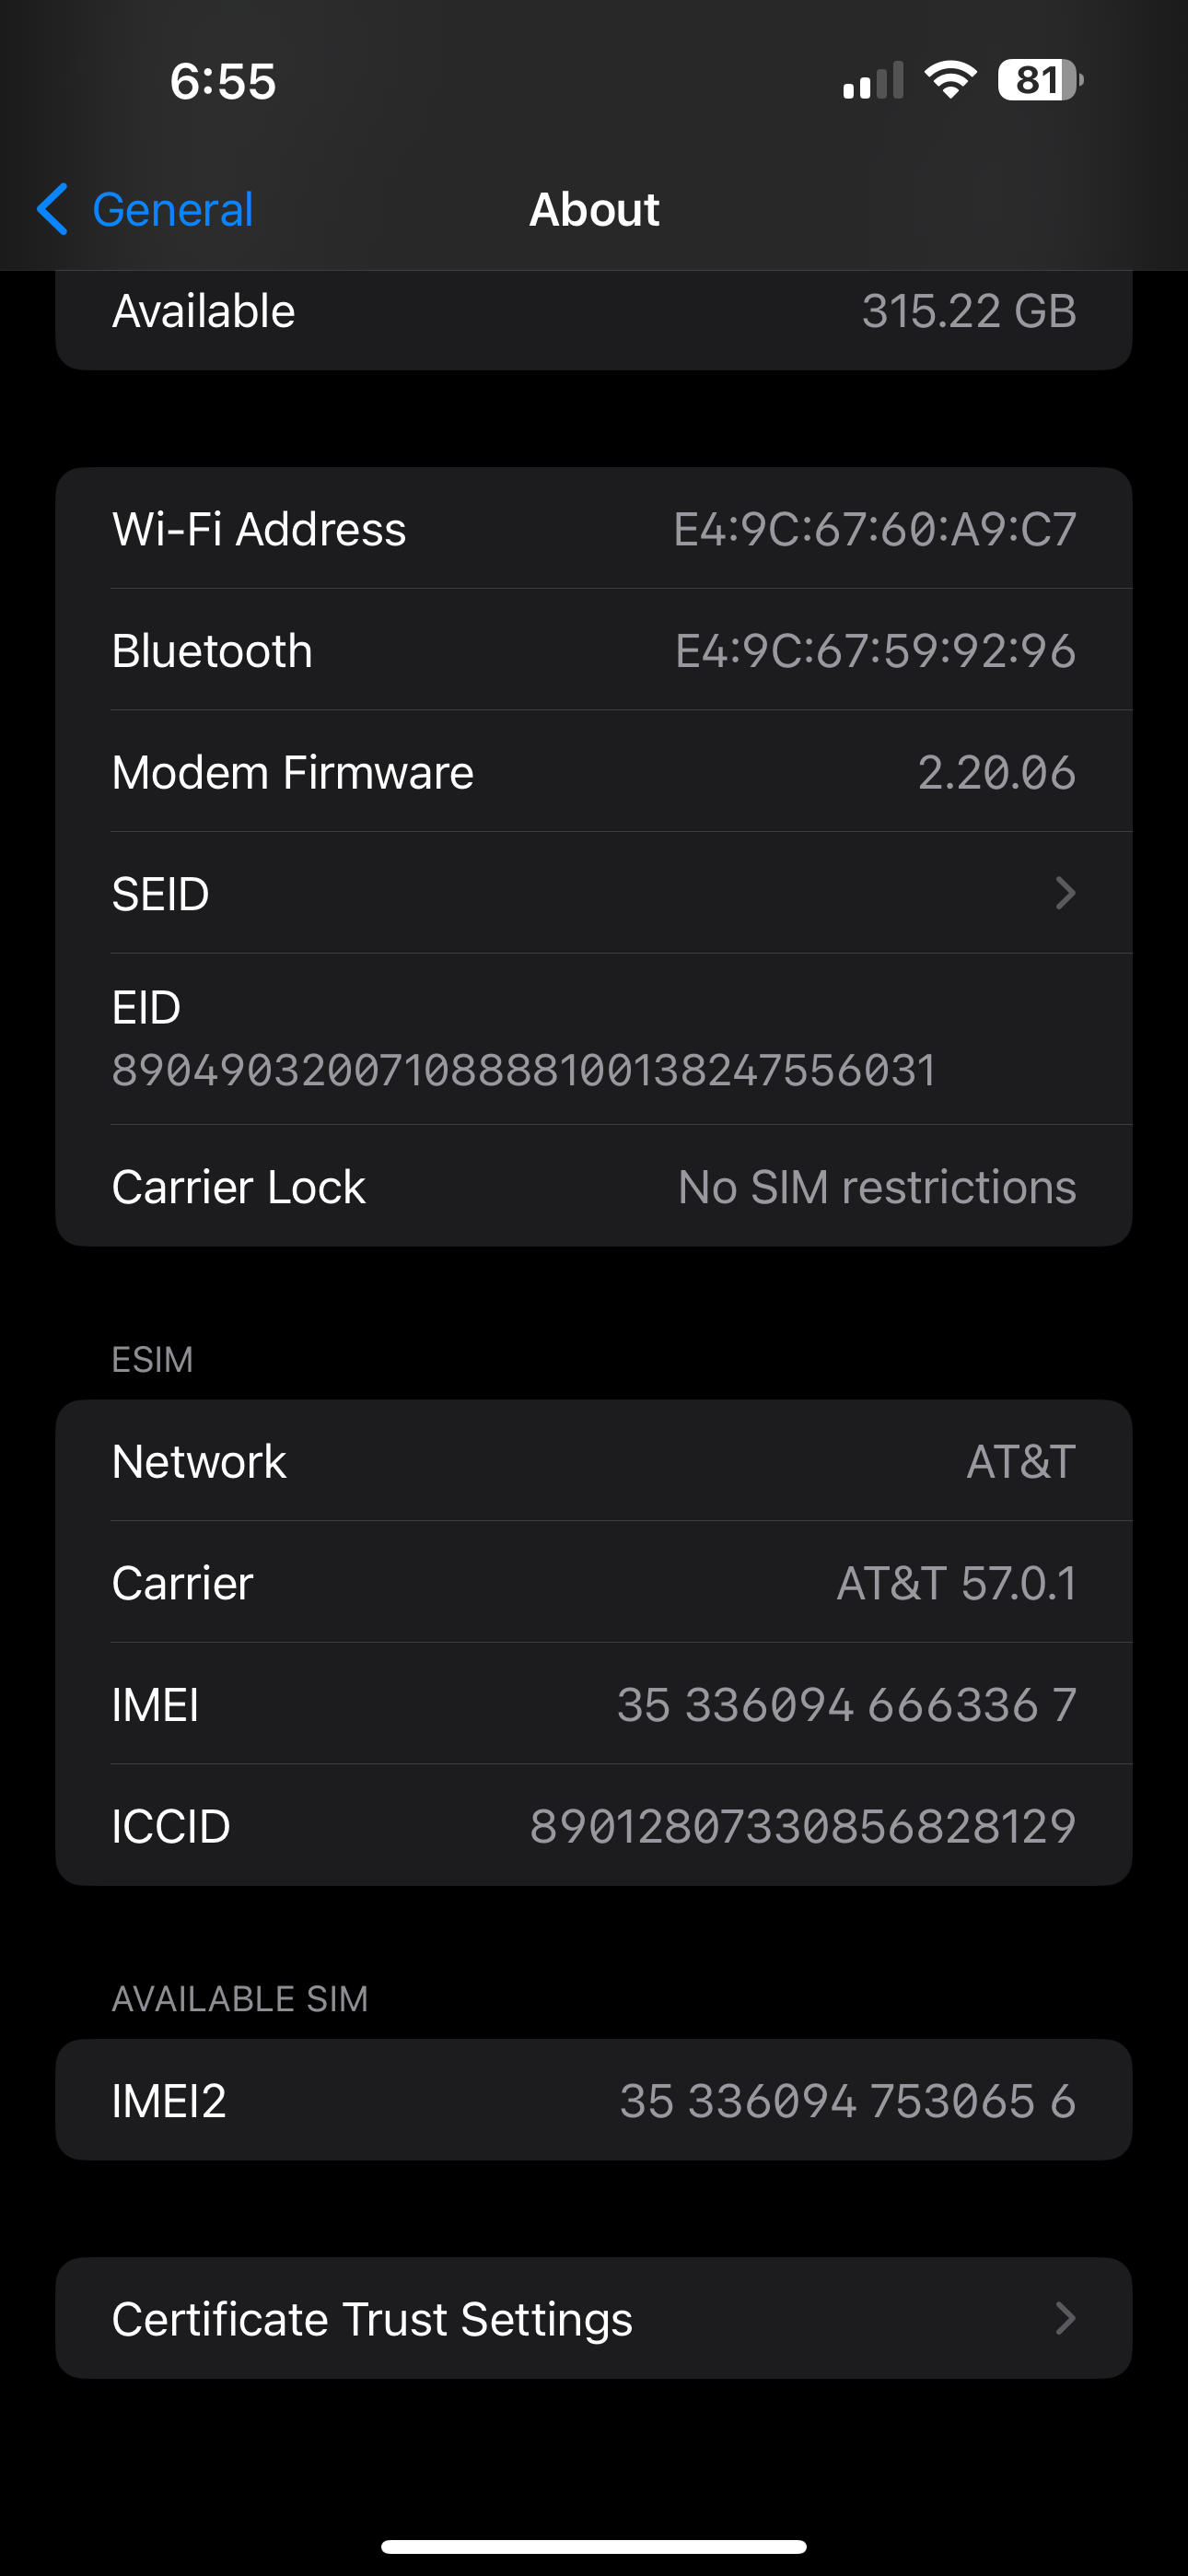 6:55
81
General
About
Available 315.22 GB
Wi-Fi Address E4:9C:67:60:A9:C7
Bluetooth E4:9C:67:59:92:96
Modem Firmware 2.20.06
SEID
EID
89049032007108888100138247556031
Carrier Lock No SIM restrictions
ESIM
Network AT&T
Carrier AT&T 57.0.1
IMEI 35 336094 666336 7
ICCID 89012807330856828129
AVAILABLE SIM
IMEI2 35 336094 753065 6
Certificate Trust Settings